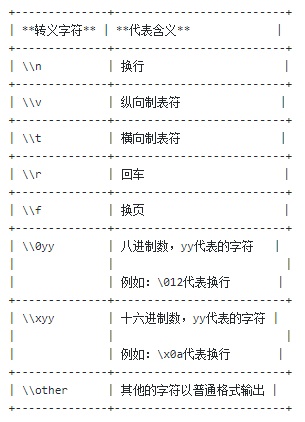 +---------------+-------------------------+
| **转义字符** | **代表含义** |
+---------------+-------------------------+
| \\n | 换行 |
+---------------+-------------------------+
| \\v | 纵向制表符 |
+---------------+-------------------------+
| \\t | 横向制表符 |
+---------------+-------------------------+
| \\r | 回车 |
+---------------+-------------------------+
| \\f | 换页 |
+---------------+-------------------------+
| \\0yy | 八进制数，yy代表的字符 |
| | |
| | 例如：\012代表换行 |
+---------------+-------------------------+
| \\xyy | 十六进制数，yy代表的字符 |
| | |
| | 例如：\x0a代表换行 |
+---------------+-------------------------+
| \\other | 其他的字符以普通格式输出 |
+---------------+-------------------------+